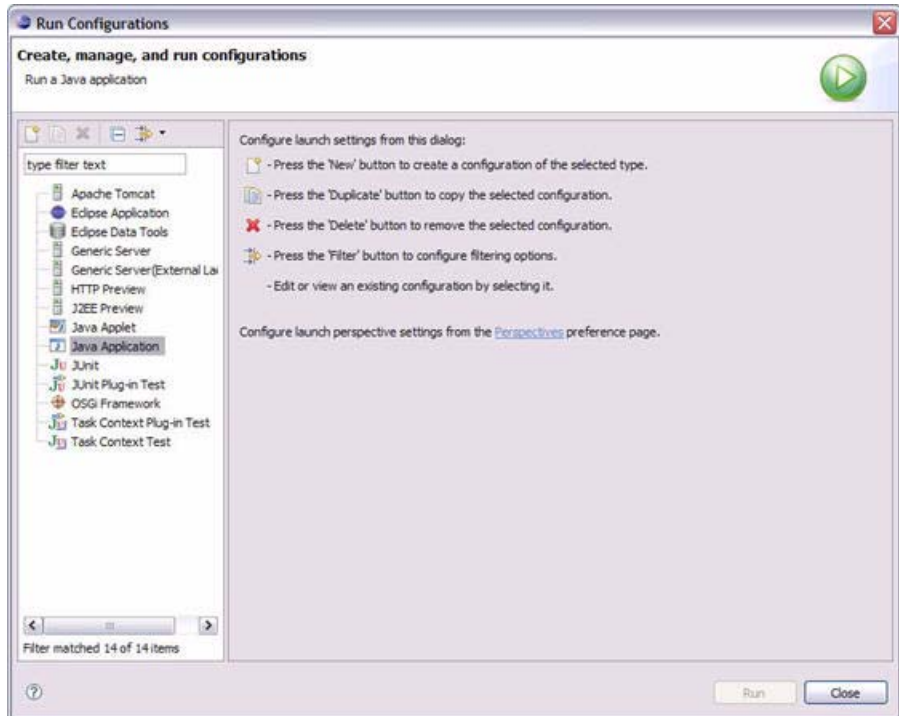 Run Configurations
Create, manage, and run configurations
Run a Java application
type filter text
Apache Tomcat
Eclipse Application
Eclipse Data Tools
Generic Server
Generic Server(External Lau
HTTP Preview
J2EE Preview
Java Applet
Java Application
JUnit
JUnit Plug-in Test
OSGi Framework
Task Context Plug-in Test
Task Context Test
Filter matched 14 of 14 items
Configure launch settings from this dialog:
- Press the 'New' button to create a configuration of the selected type.
- Press the 'Duplicate' button to copy the selected configuration.
- Press the 'Delete' button to remove the selected configuration.
- Press the 'Filter' button to configure filtering options.
- Edit or view an existing configuration by selecting it.
Configure launch perspective settings from the Perspectives preference page.
Run
Close